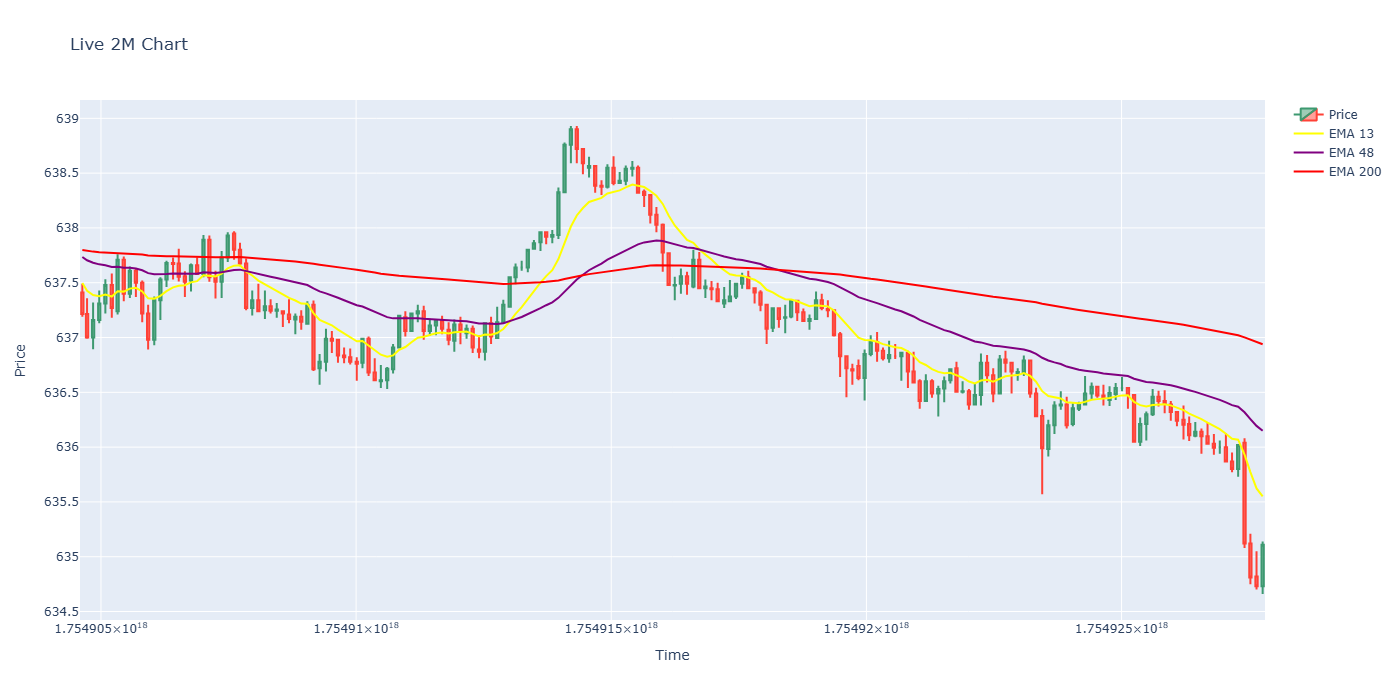 Live 2M Chart
Price
EMA 13
EMA 48
EMA 200
639
638.5
638
637.5
637
636.5
636
635.5
635
634.5
Price
1.754905×10¹⁸ 1.75491×10¹⁸ 1.754915×10¹⁸ 1.75492×10¹⁸ 1.754925×10¹⁸
Time